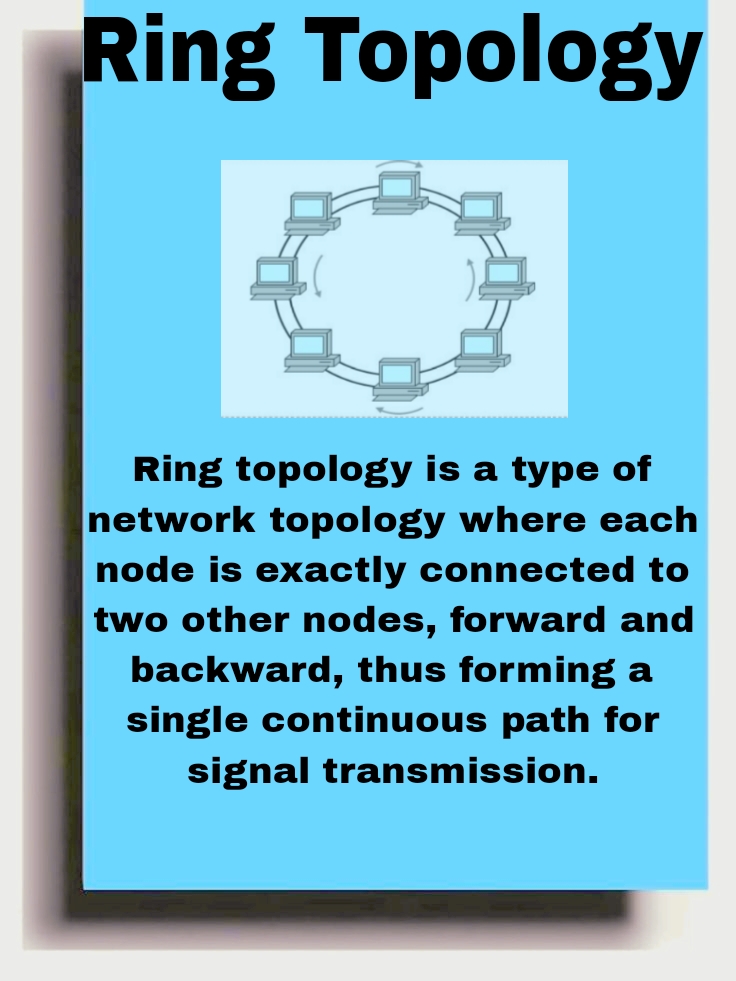 Ring Topology
Ring topology is a type of
network topology where each
node is exactly connected to
two other nodes, forward and
backward, thus forming a
single continuous path for
signal transmission.